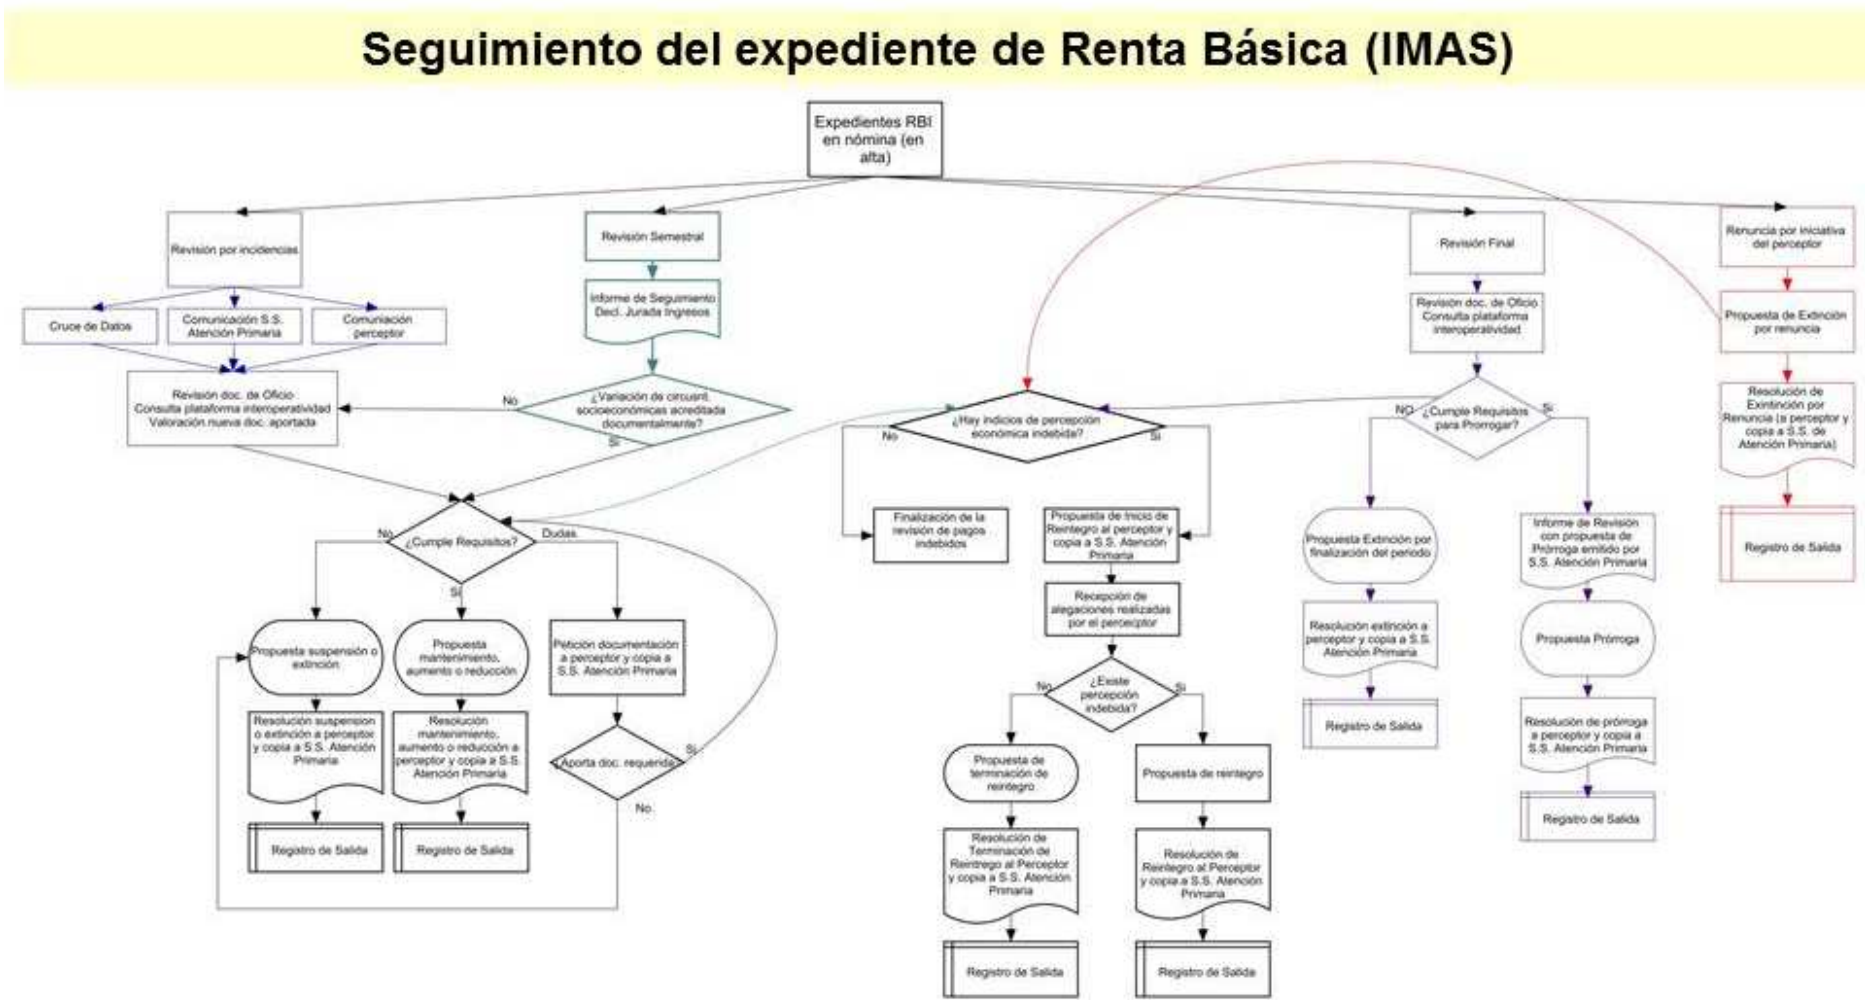 Seguimiento del expediente de Renta Básica (IMAS)
Expedientes RBI
en nómina (en
alta)
Revisión por incidencias
Revisión Semestral
Revisión Final
Renuncia por iniciativa
del perceptor
Cruce de Datos
Comunicación S.S.
Atención Primaria
Comuniación
perceptor
Informe de Seguimiento
Decl. Jurada Ingresos
Revisión doc. de Oficio
Consulta plataforma
interoperatividad
Propuesta de Extinción
por renuncia
Revisión doc. de Oficio
Consulta plataforma interoperatividad
Valoración nueva doc. aportada
No
¿Variación de circusnt.
socioeconómicas acreditada
documentalmente?
Si
¿Hay indicios de percepción
económica indebida?
No
Si
NO
¿Cumple Requisitos
para Prorrogar?
Si
Resolución de
Exintinción por
Renuncia (a perceptor y
copia a S.S. de
Atención Primaria)
No
¿Cumple Requisitos?
Dudas
Si
Finalización de la
revisión de pagos
indebidos
Propuesta de Inicio de
Reintegro al perceptor y
copia a S.S. Atención
Primaria
Propuesta Extinción por
finalización del periodo
Informe de Revisión
con propuesta de
Prórroga emitido por
S.S. Atención Primaria
Registro de Salida
Recepción de
alegaciones realizadas
por el perceiptor
Propuesta suspensión o
extinción
Propuesta
mantenimiento,
aumento o reducción
Petición documentación
a perceptor y copia a
S.S. Atención Primaria
Resolución extinción a
perceptor y copia a S.S.
Atención Primaria
Propuesta Prórroga
No
¿Existe
percepción
indebida?
Si
Resolución suspension
o extinción a perceptor
y copia a S.S. Atención
Primaria
Resolución
mantenimiento,
aumento o reducción a
perceptor y copia a S.S.
Atención Primaria
¿Aporta doc. requerida?
Si
No
Registro de Salida
Resolución de prórroga
a perceptor y copia a
S.S. Atención Primaria
Propuesta de
terminación de
reintegro
Propuesta de reintegro
Registro de Salida
Registro de Salida
Registro de Salida
Resolución de
Terminación de
Reintrego al Perceptor
y copia a S.S. Atención
Primaria
Resolución de
Reintegro al Perceptor
y copia a S.S. Atención
Primaria
Registro de Salida
Registro de Salida